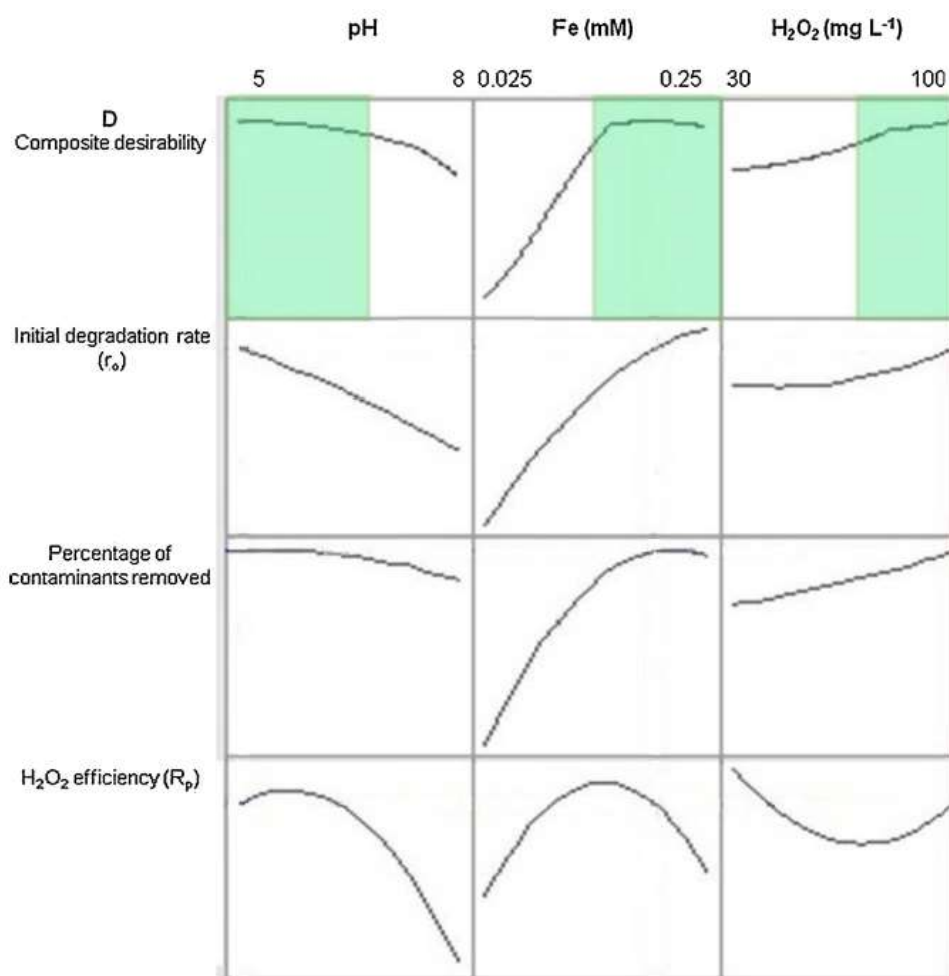 pH Fe (mM) H₂O₂ (mg L⁻¹)
5 8 0.025 0.25 30 100
D
Composite desirability
Initial degradation rate
(rₒ)
Percentage of
contaminants removed
H₂O₂ efficiency (Rₚ)